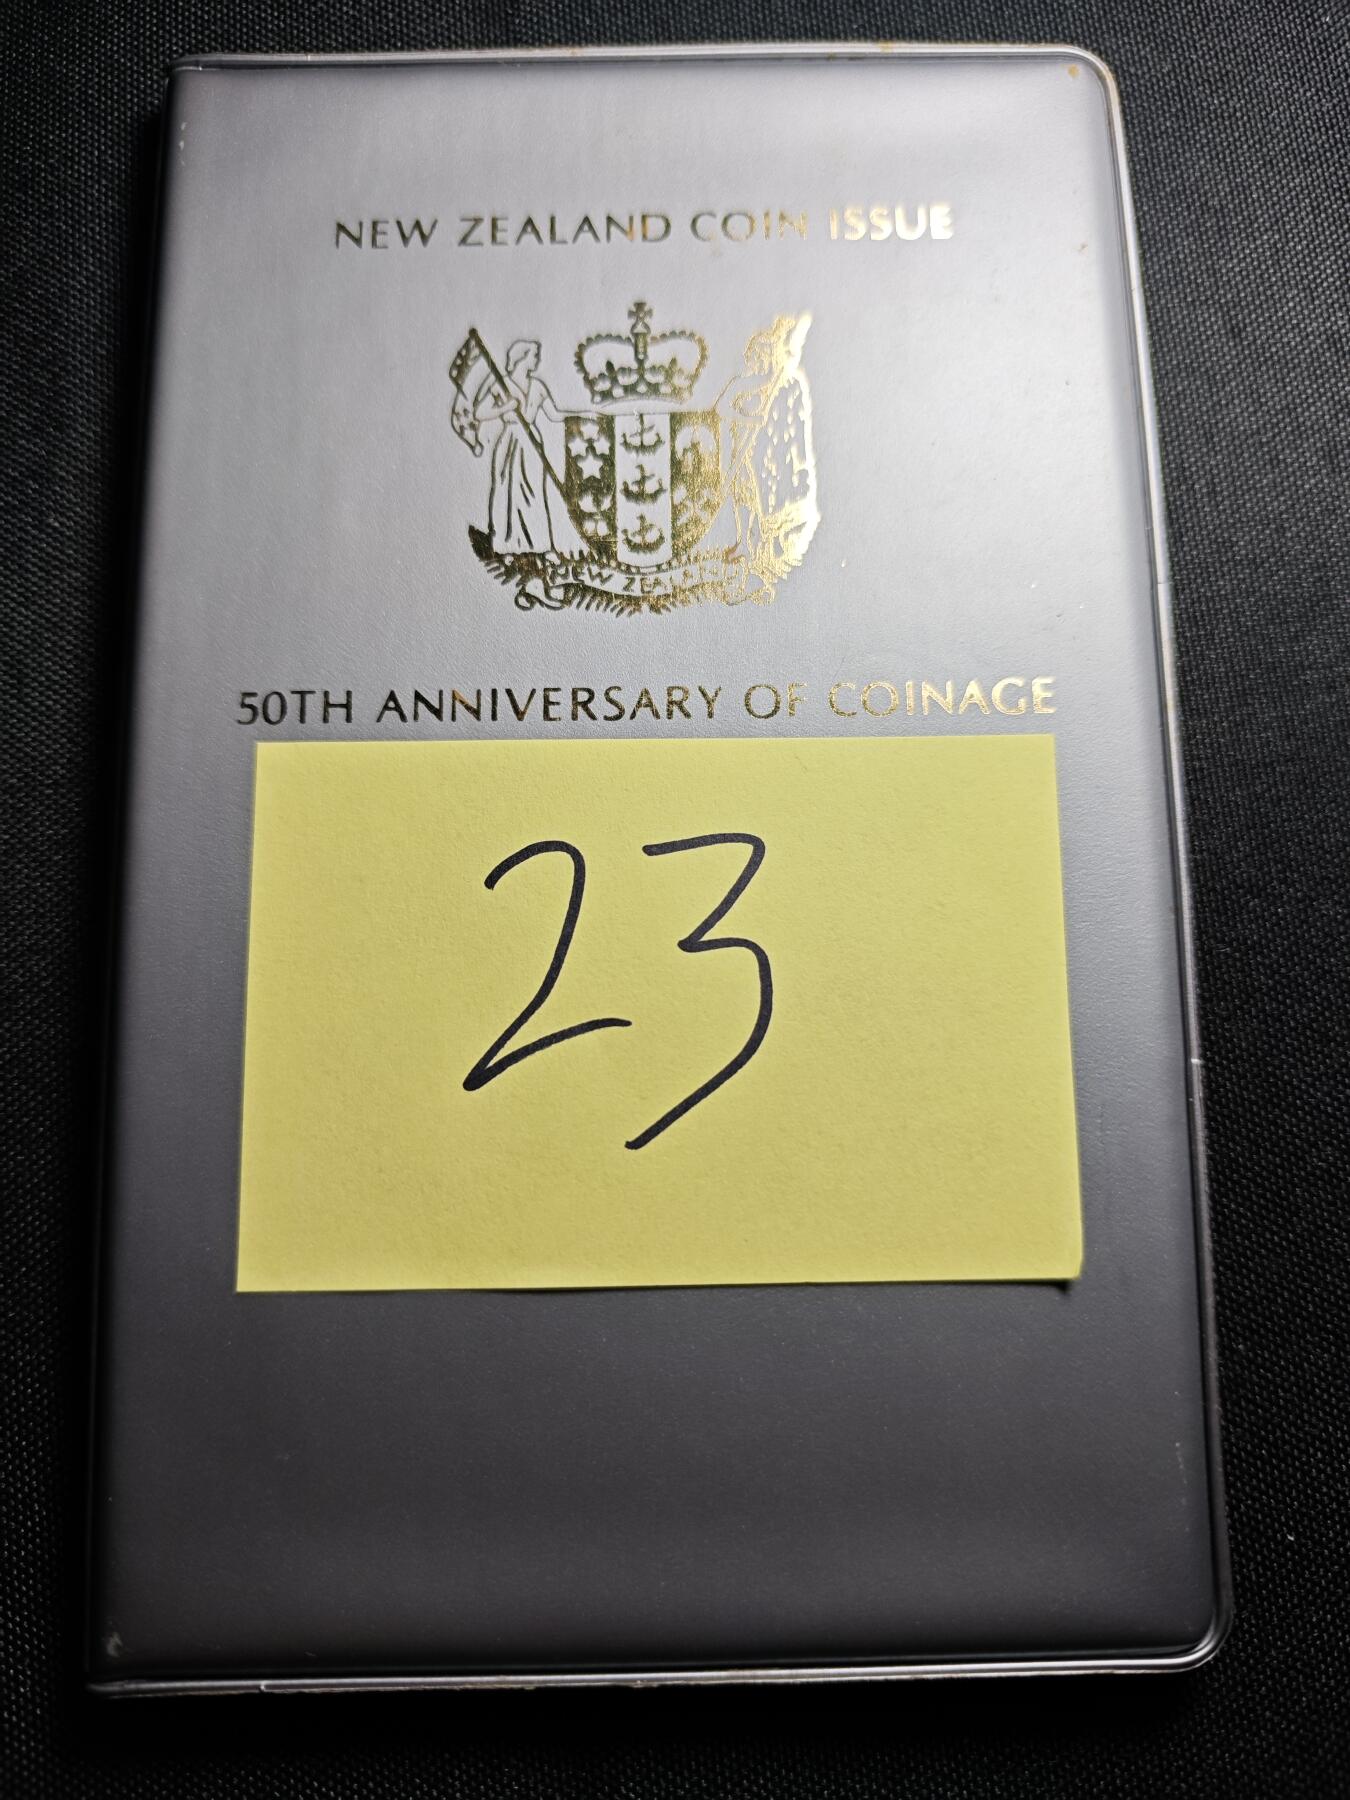 NEW ZEALAND COIN ISSUE
NEW ZEALAND
50TH ANNIVERSARY OF COINAGE
23